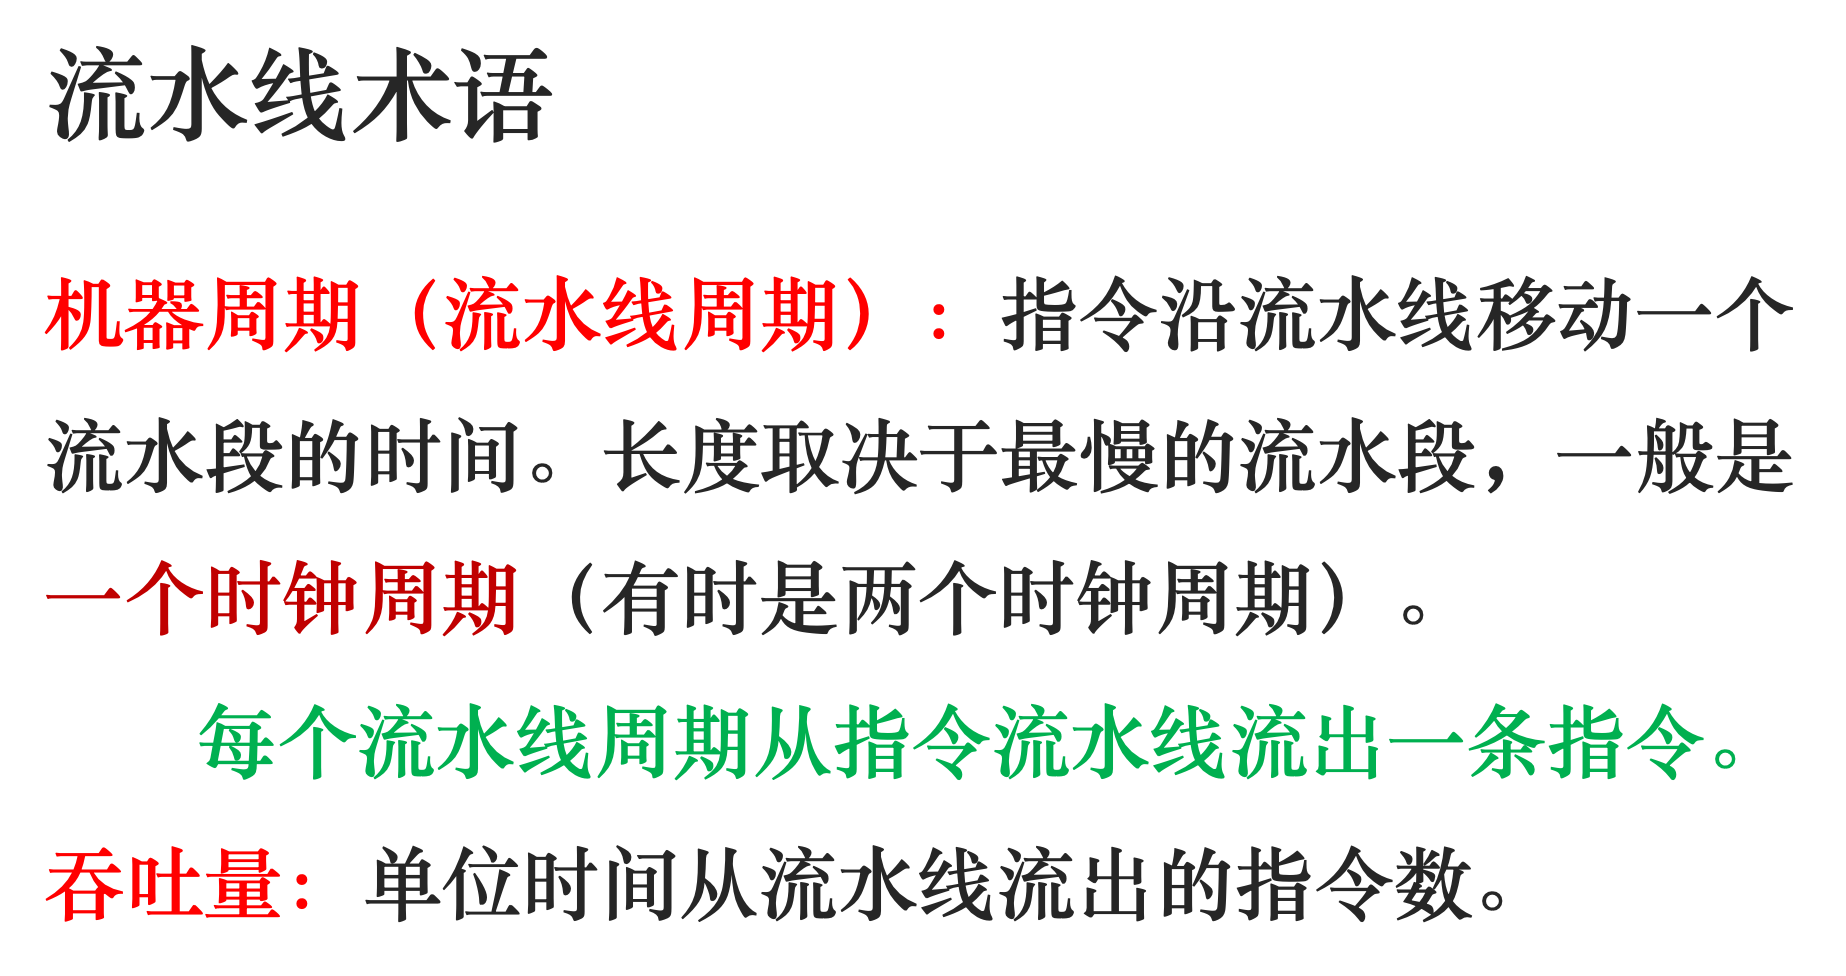 流水线术语
机器周期（流水线周期）：指令沿流水线移动一个
流水段的时间。长度取决于最慢的流水段，一般是
一个时钟周期（有时是两个时钟周期）。
每个流水线周期从指令流水线流出一条指令。
吞吐量：单位时间从流水线流出的指令数。